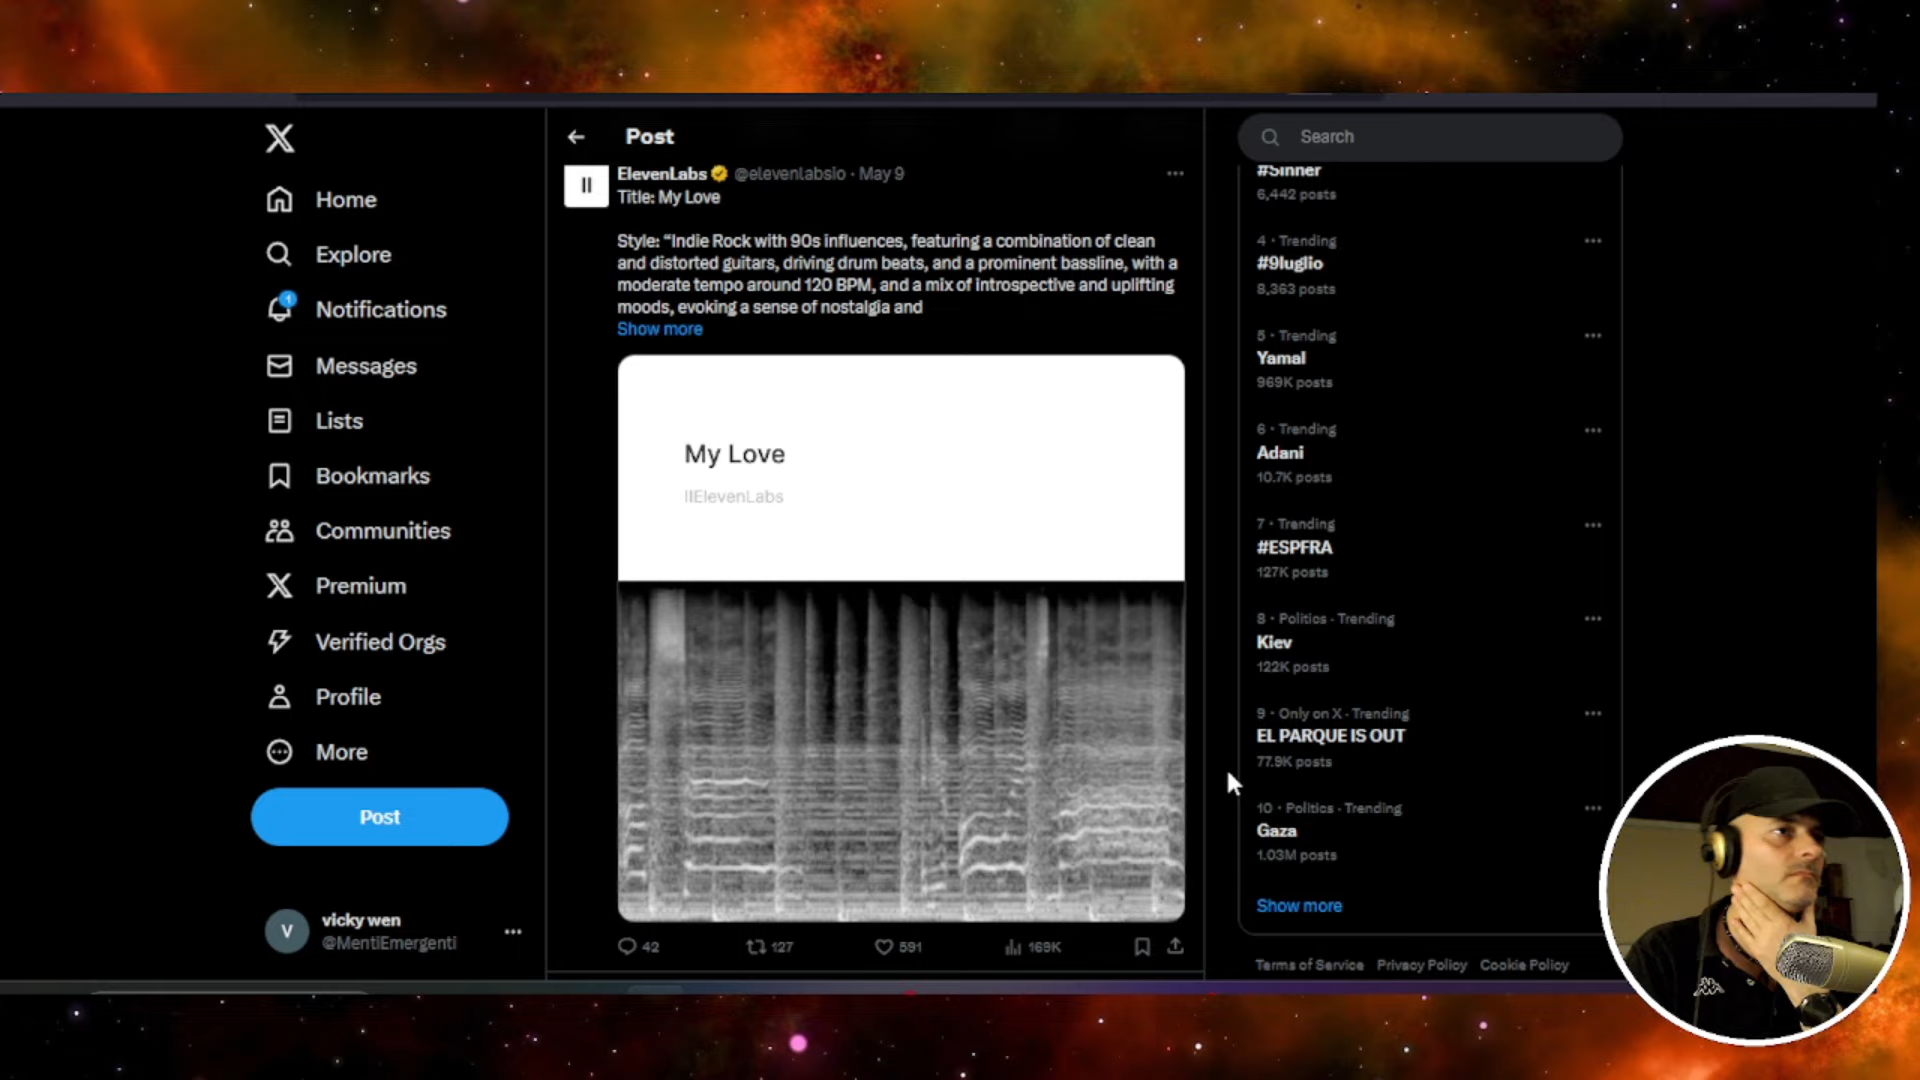 Home
Explore
1
Notifications
Messages
Lists
Bookmarks
Communities
Premium
Verified Orgs
Profile
More
Post
V
vicky wen
@MentiEmergenti
Post
ElevenLabs @elevenlabsio · May 9
Title: My Love
Style: “Indie Rock with 90s influences, featuring a combination of clean
and distorted guitars, driving drum beats, and a prominent bassline, with a
moderate tempo around 120 BPM, and a mix of introspective and uplifting
moods, evoking a sense of nostalgia and
Show more
My Love
IIElevenLabs
42
127
591
169K
Search
#Sinner
6,442 posts
4 · Trending
#9luglio
8,363 posts
5 · Trending
Yamal
969K posts
6 · Trending
Adani
10.7K posts
7 · Trending
#ESPFRA
127K posts
8 · Politics · Trending
Kiev
122K posts
9 · Only on X · Trending
EL PARQUE IS OUT
77.9K posts
10 · Politics · Trending
Gaza
1.03M posts
Show more
Terms of Service Privacy Policy Cookie Policy